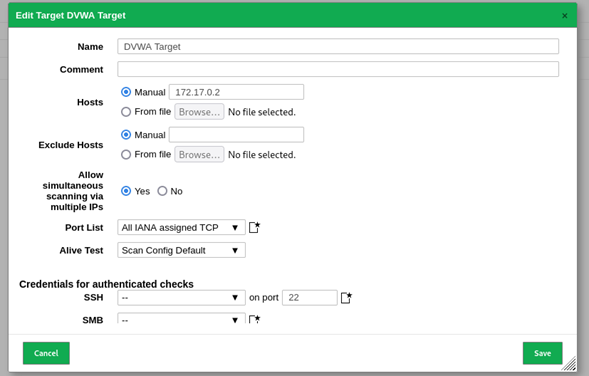 Edit Target DVWA Target ×
Name DVWA Target
Comment
Hosts Manual 172.17.0.2
From file Browse... No file selected.
Exclude Hosts Manual
From file Browse... No file selected.
Allow
simultaneous
scanning via
multiple IPs Yes No
Port List All IANA assigned TCP ▼
Alive Test Scan Config Default ▼
Credentials for authenticated checks
SSH -- ▼ on port 22
SMB -- ▼
Cancel Save